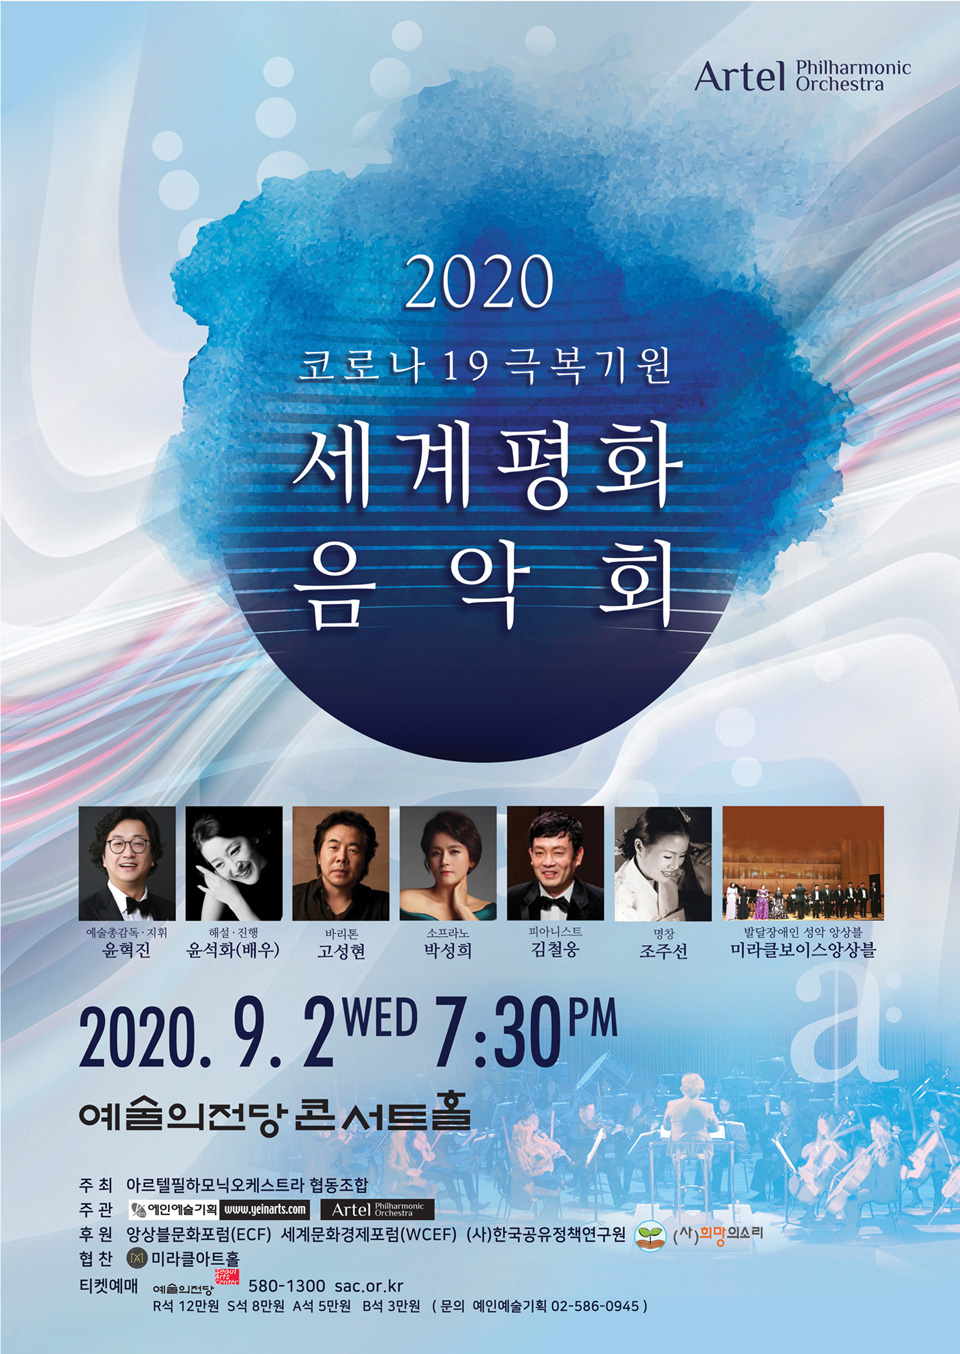 Artel Philharmonic
Orchestra
2020
코로나 19 극복기원
세계평화
음악회
예술총감독·지휘
윤혁진
해설·진행
윤석화(배우)
바리톤
고성현
소프라노
박성희
피아니스트
김철웅
명창
조주선
발달장애인 성악 앙상블
미라클보이스앙상블
a:
2020. 9. 2 WED 7:30 PM
예술의전당 콘서트홀
주 최 아르텔필하모닉오케스트라 협동조합
주 관 예인예술기획 www.yeinarts.com Artel Philharmonic Orchestra
후 원 앙상블문화포럼(ECF) 세계문화경제포럼(WCEF) (사)한국공유정책연구원 (사)희망의소리
협 찬 미라클아트홀
티켓예매 예술의전당 Seoul Arts Center 580-1300 sac.or.kr
R석 12만원 S석 8만원 A석 5만원 B석 3만원 ( 문의 예인예술기획 02-586-0945 )